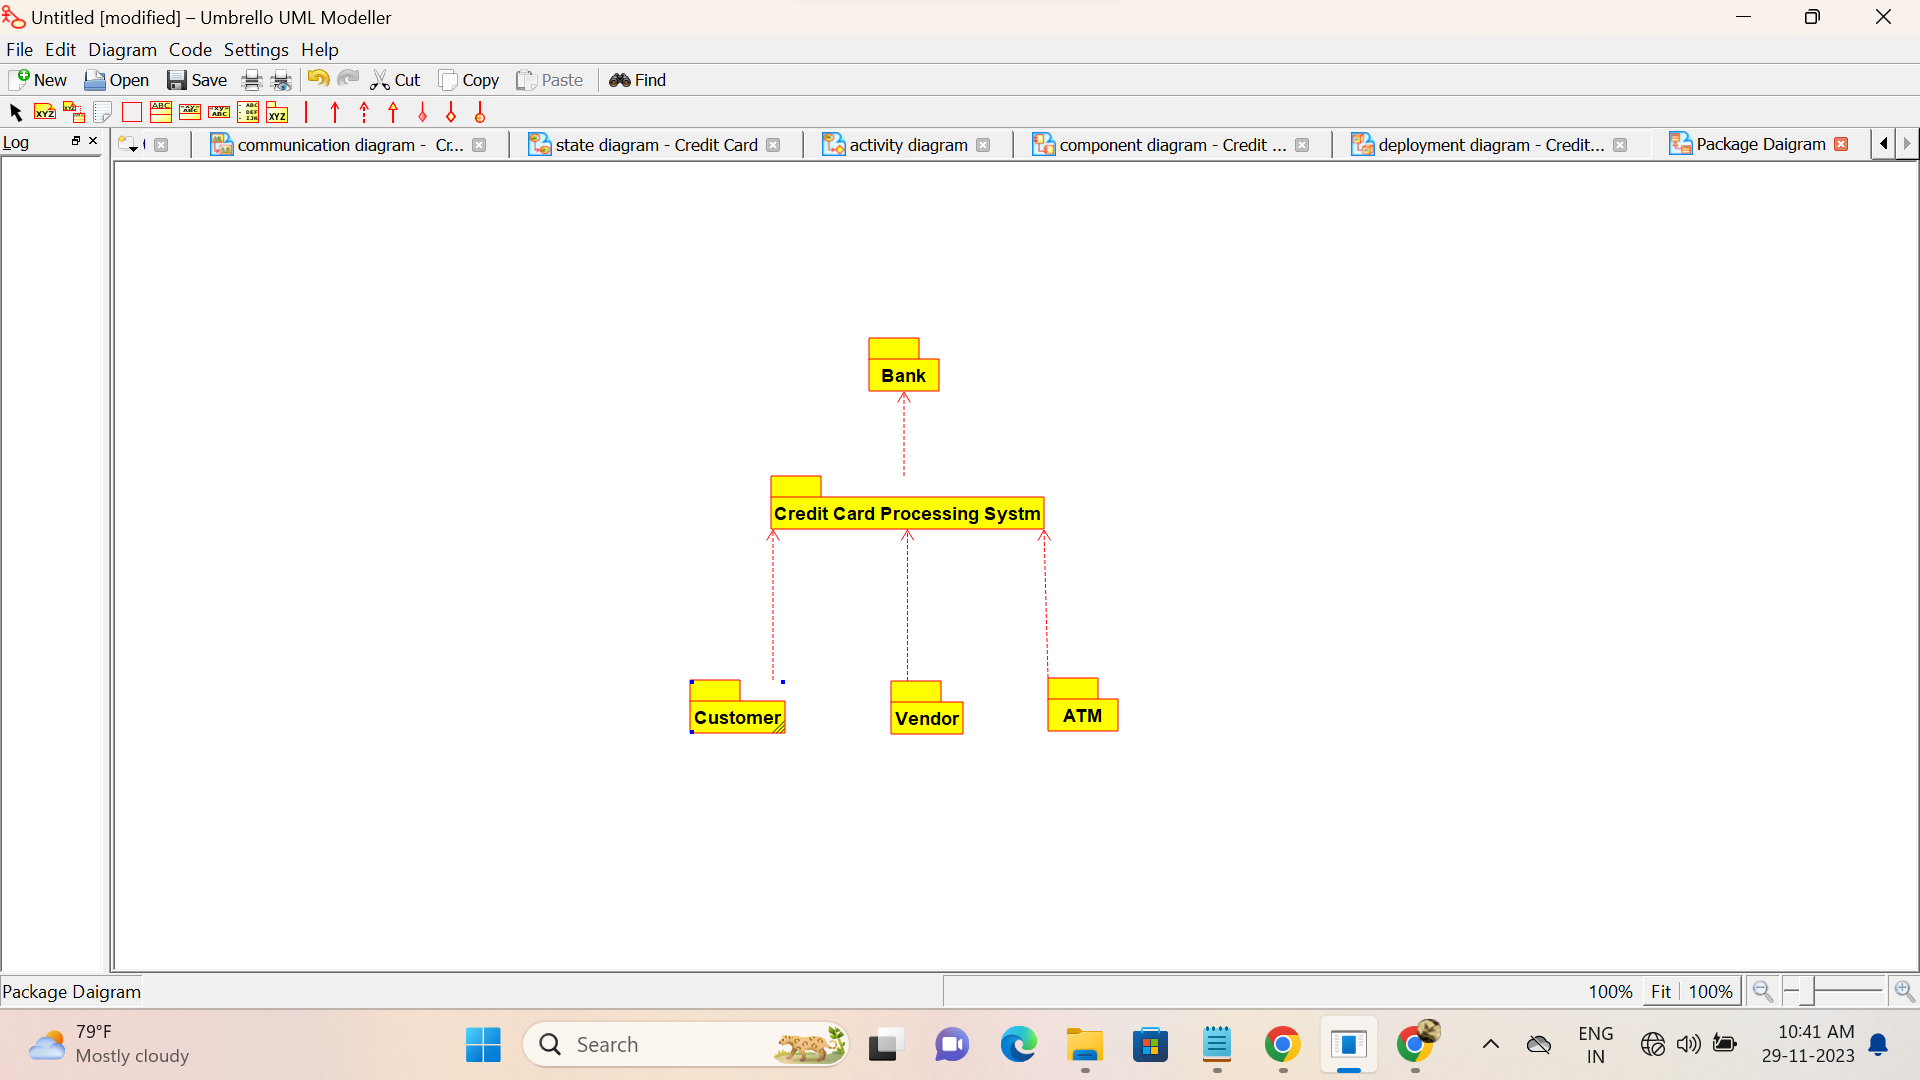 Untitled [modified] – Umbrello UML Modeller
File Edit Diagram Code Settings Help
New Open Save Cut Copy Paste Find
Log
communication diagram - Cr...
state diagram - Credit Card
activity diagram
component diagram - Credit ...
deployment diagram - Credit...
Package Daigram
Bank
Credit Card Processing Systm
Customer
Vendor
ATM
Package Daigram
100% Fit 100%
79°F
Mostly cloudy
Search
ENG
IN
10:41 AM
29-11-2023